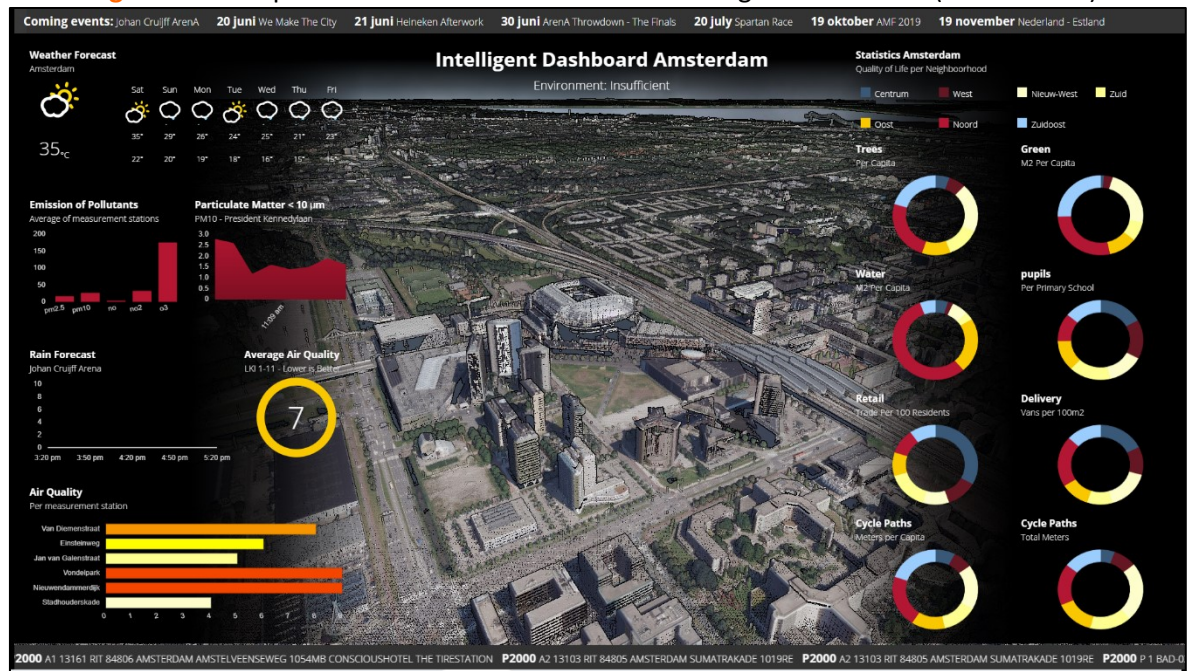 Coming events: Johan Cruijff ArenA 20 juni We Make The City 21 juni Heineken Afterwork 30 juni ArenA Throwdown - The Finals 20 july Spartan Race 19 oktober AMF 2019 19 november Nederland - Estland
Intelligent Dashboard Amsterdam
Environment: Insufficient
Weather Forecast
Amsterdam
Sat Sun Mon Tue Wed Thu Fri
35° 29° 26° 24° 25° 21° 23°
35°C
22° 20° 19° 18° 16° 15° 15°
Emission of Pollutants
Average of measurement stations
200
150
100
50
0
pm2.5 pm10 no no2 o3
Particulate Matter < 10 µm
PM10 - President Kennedylaan
3.0
2.5
2.0
1.5
1.0
0.5
0
11:09 am
Rain Forecast
Johan Cruijff Arena
10
8
6
4
2
0
3:20 pm 3:50 pm 4:20 pm 4:50 pm 5:20 pm
Average Air Quality
LKI 1-11 - Lower is Better
7
Air Quality
Per measurement station
Van Diemenstraat
Einsteinweg
Jan van Galenstraat
Vondelpark
Nieuwendammerdijk
Stadhouderskade
0 1 2 3 4 5 6 7 8 9
Statistics Amsterdam
Quality of Life per Neighboorhood
Centrum West Nieuw-West Zuid
Oost Noord Zuidoost
Trees
Per Capita
Green
M2 Per Capita
Water
M2 Per Capita
pupils
Per Primary School
Retail
Trade Per 100 Residents
Delivery
Vans per 100m2
Cycle Paths
Meters per Capita
Cycle Paths
Total Meters
2000 A1 13161 RIT 84806 AMSTERDAM AMSTELVEENSEWEG 1054MB CONSCIOUSHOTEL THE TIRESTATION P2000 A2 13103 RIT 84805 AMSTERDAM SUMATRAKADE 1019RE P2000 A2 13103 RIT 84805 AMSTERDAM SUMATRAKADE 1019RE P2000 P 1 BAD-0